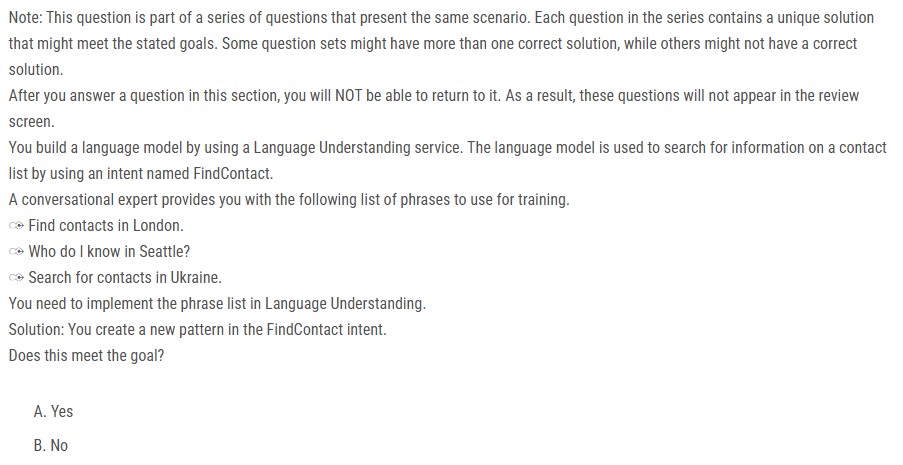 Note: This question is part of a series of questions that present the same scenario. Each question in the series contains a unique solution
that might meet the stated goals. Some question sets might have more than one correct solution, while others might not have a correct
solution.
After you answer a question in this section, you will NOT be able to return to it. As a result, these questions will not appear in the review
screen.
You build a language model by using a Language Understanding service. The language model is used to search for information on a contact
list by using an intent named FindContact.
A conversational expert provides you with the following list of phrases to use for training.
Find contacts in London.
Who do I know in Seattle?
Search for contacts in Ukraine.
You need to implement the phrase list in Language Understanding.
Solution: You create a new pattern in the FindContact intent.
Does this meet the goal?
A. Yes
B. No